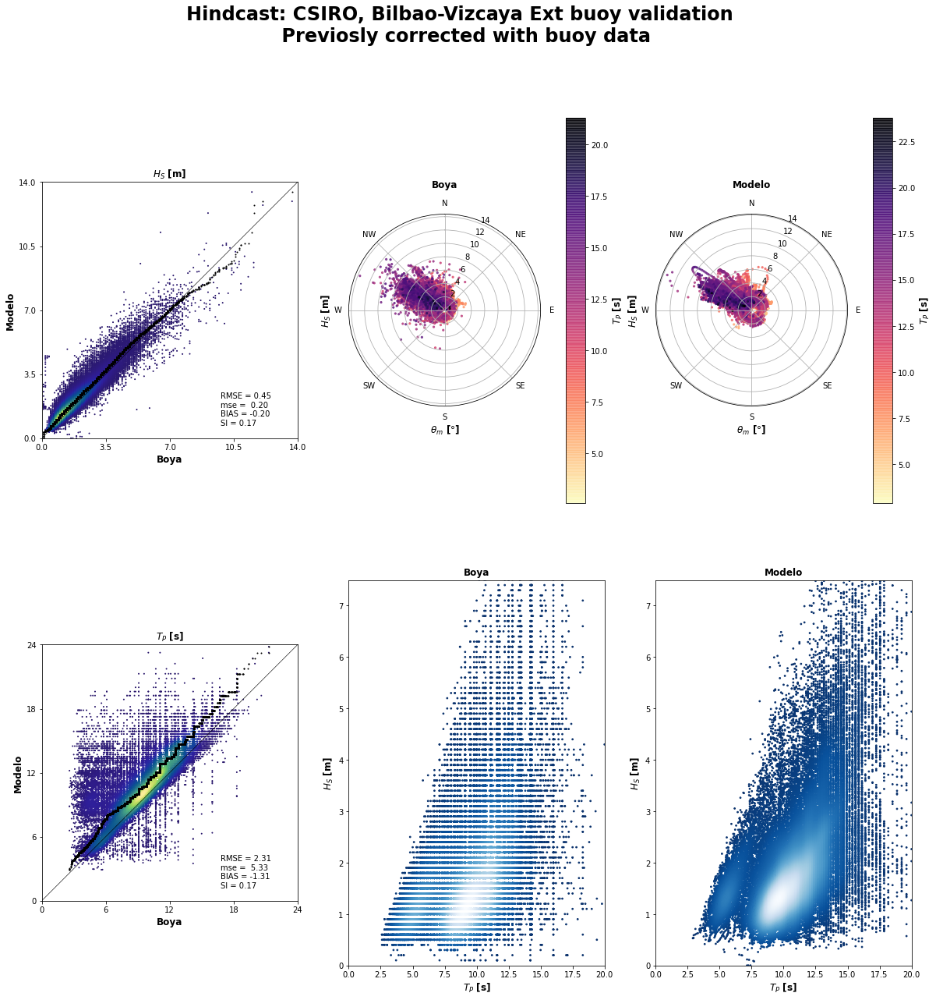 Hindcast: CSIRO, Bilbao-Vizcaya Ext buoy validation
Previosly corrected with buoy data
H_S [m]
14.0
10.5
7.0
3.5
0.0
Modelo
RMSE = 0.45
mse = 0.20
BIAS = -0.20
SI = 0.17
0.0 3.5 7.0 10.5 14.0
Boya
Boya
N
NW NE
W E
SW SE
S
14
12
10
8
6
4
2
H_S [m]
θ_m [°]
20.0
17.5
15.0
12.5
10.0
7.5
5.0
T_P [s]
Modelo
N
NW NE
W E
SW SE
S
14
12
10
8
6
4
2
H_S [m]
θ_m [°]
22.5
20.0
17.5
15.0
12.5
10.0
7.5
5.0
T_P [s]
T_P [s]
24
18
12
6
0
Modelo
RMSE = 2.31
mse = 5.33
BIAS = -1.31
SI = 0.17
0 6 12 18 24
Boya
Boya
7
6
5
4
3
2
1
0
H_S [m]
0.0 2.5 5.0 7.5 10.0 12.5 15.0 17.5 20.0
T_P [s]
Modelo
7
6
5
4
3
2
1
0
H_S [m]
0.0 2.5 5.0 7.5 10.0 12.5 15.0 17.5 20.0
T_P [s]